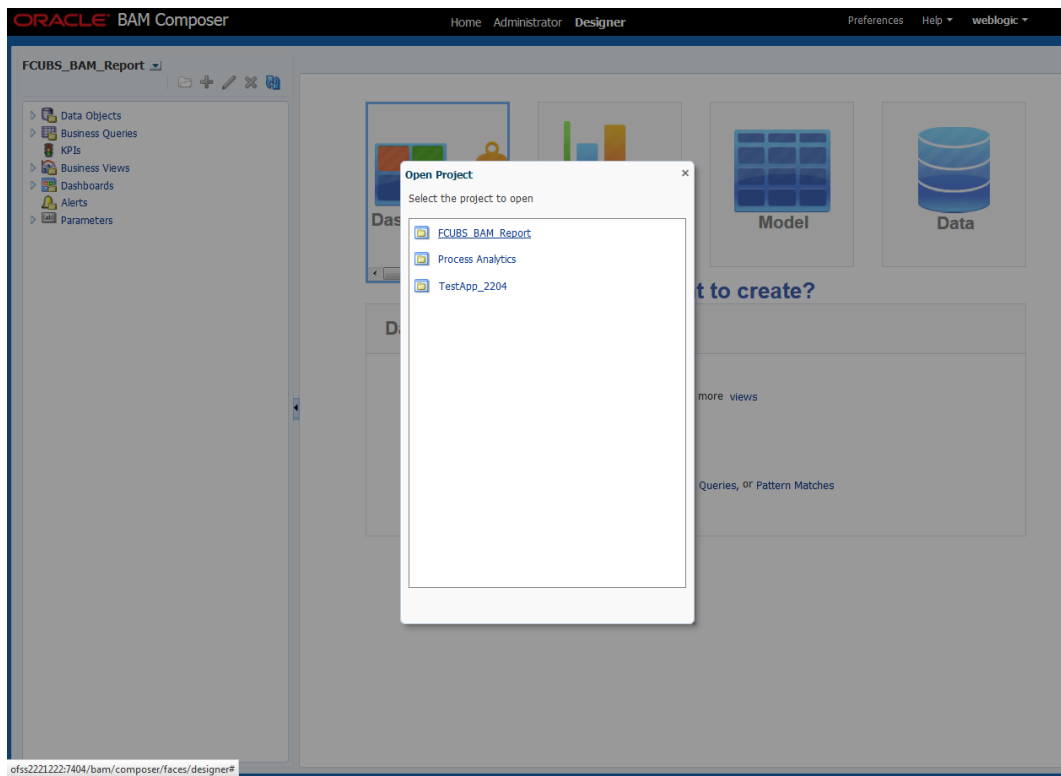 ORACLE BAM Composer
Home Administrator Designer
Preferences Help weblogic
FCUBS_BAM_Report
Data Objects
Business Queries
KPIs
Business Views
Dashboards
Alerts
Parameters
Model
Data
t to create?
more views
Queries, or Pattern Matches
Open Project
Select the project to open
FCUBS_BAM_Report
Process Analytics
TestApp_2204
ofss2221222:7404/bam/composer/faces/designer#